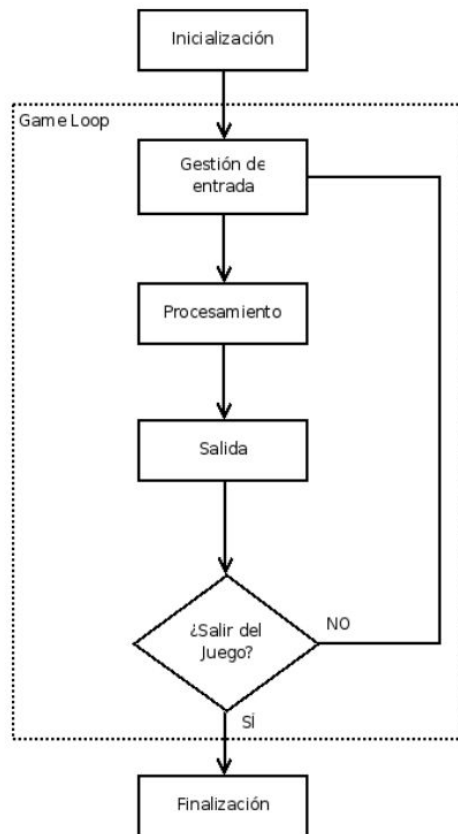 Inicialización
Game Loop
Gestión de
entrada
Procesamiento
Salida
¿Salir del
Juego?
NO
SÍ
Finalización